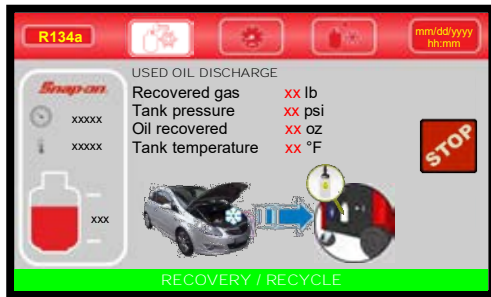 R134a
mm/dd/yyyy
hh:mm
Snap-on
xxxxx
xxxxx
xxx
USED OIL DISCHARGE
Recovered gas xx lb
Tank pressure xx psi
Oil recovered xx oz
Tank temperature xx °F
STOP
RECOVERY / RECYCLE